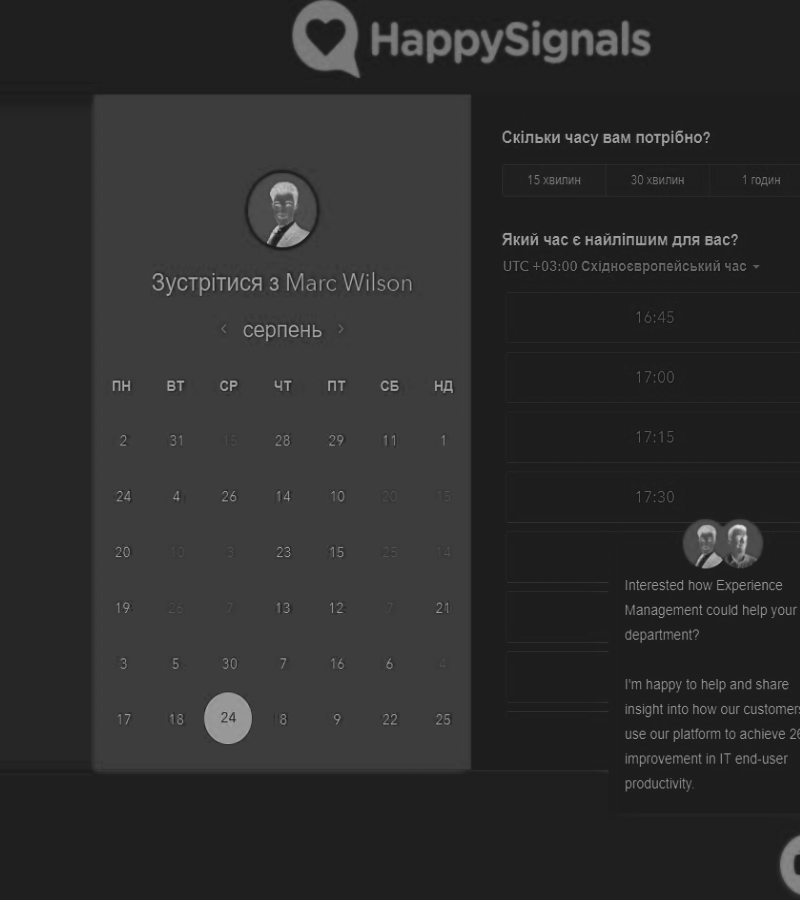 HappySignals
Зустрітися з Marc Wilson
серпень
ПН ВТ СР ЧТ ПТ СБ НД
2 31 15 28 29 11 1
24 4 26 14 10 20 15
20 10 3 23 15 25 14
19 26 7 13 12 7 21
3 5 30 7 16 6 4
17 18 24 8 9 22 25
Скільки часу вам потрібно?
15 хвилин 30 хвилин 1 годин
Який час є найліпшим для вас?
UTC +03:00 Східноєвропейський час
16:45
17:00
17:15
17:30
Interested how Experience
Management could help your
department?
I'm happy to help and share
insight into how our customers
use our platform to achieve 26
improvement in IT end-user
productivity.